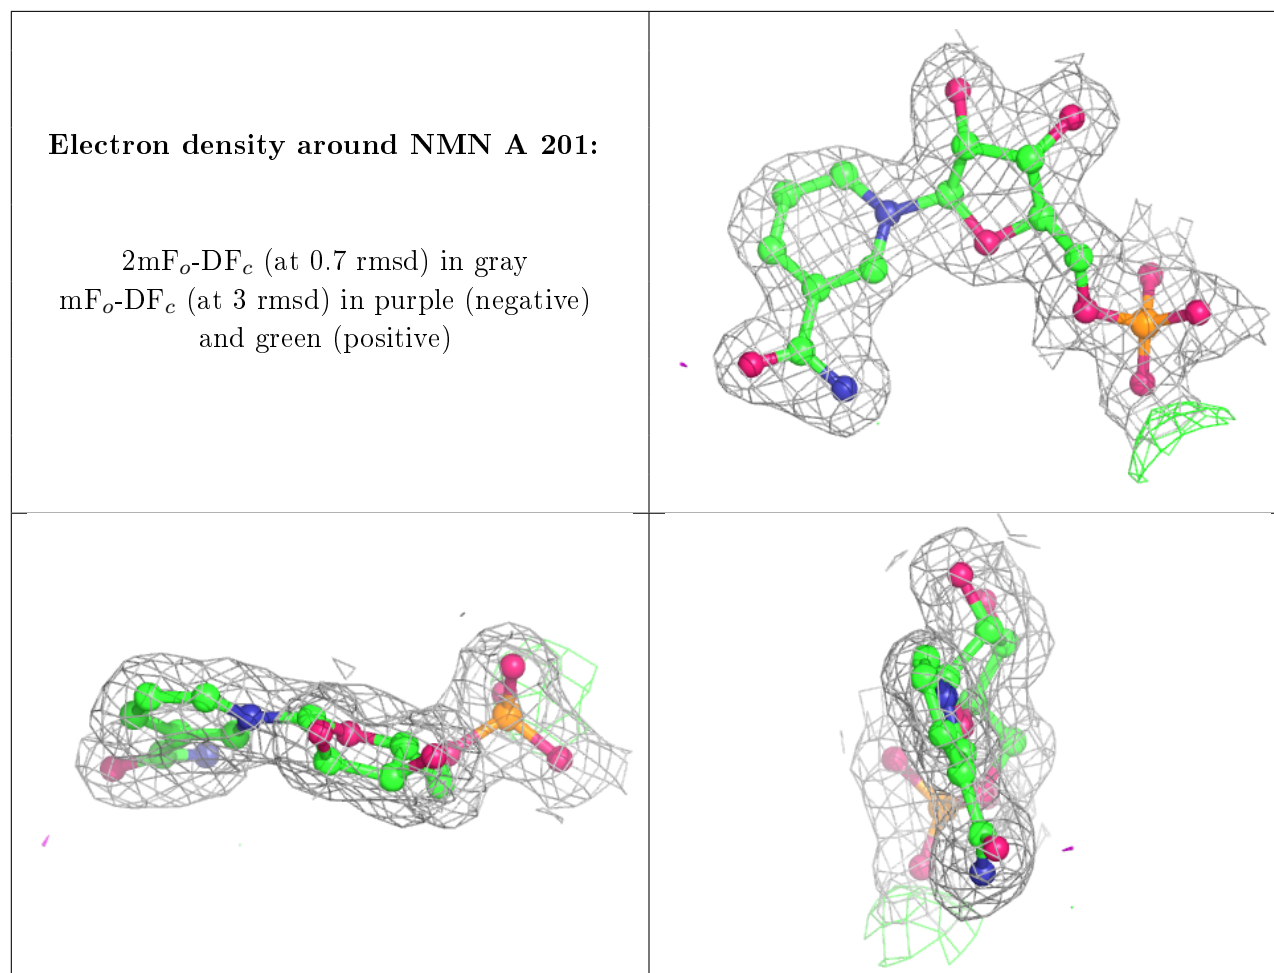 Electron density around NMN A 201:
2mFo-DFc (at 0.7 rmsd) in gray
mFo-DFc (at 3 rmsd) in purple (negative)
and green (positive)